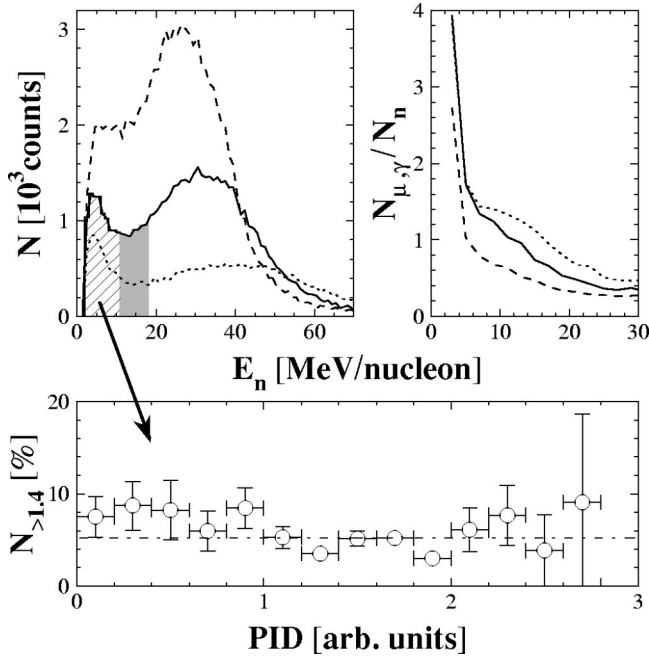 N [10³counts]
3
2
1
0
0 20 40 60
N_μ,γ/N_n
4
3
2
1
0
0 10 20 30
E_n [MeV/nucleon]
N_>1.4 [%]
20
10
0
0 1 2 3
PID [arb. units]